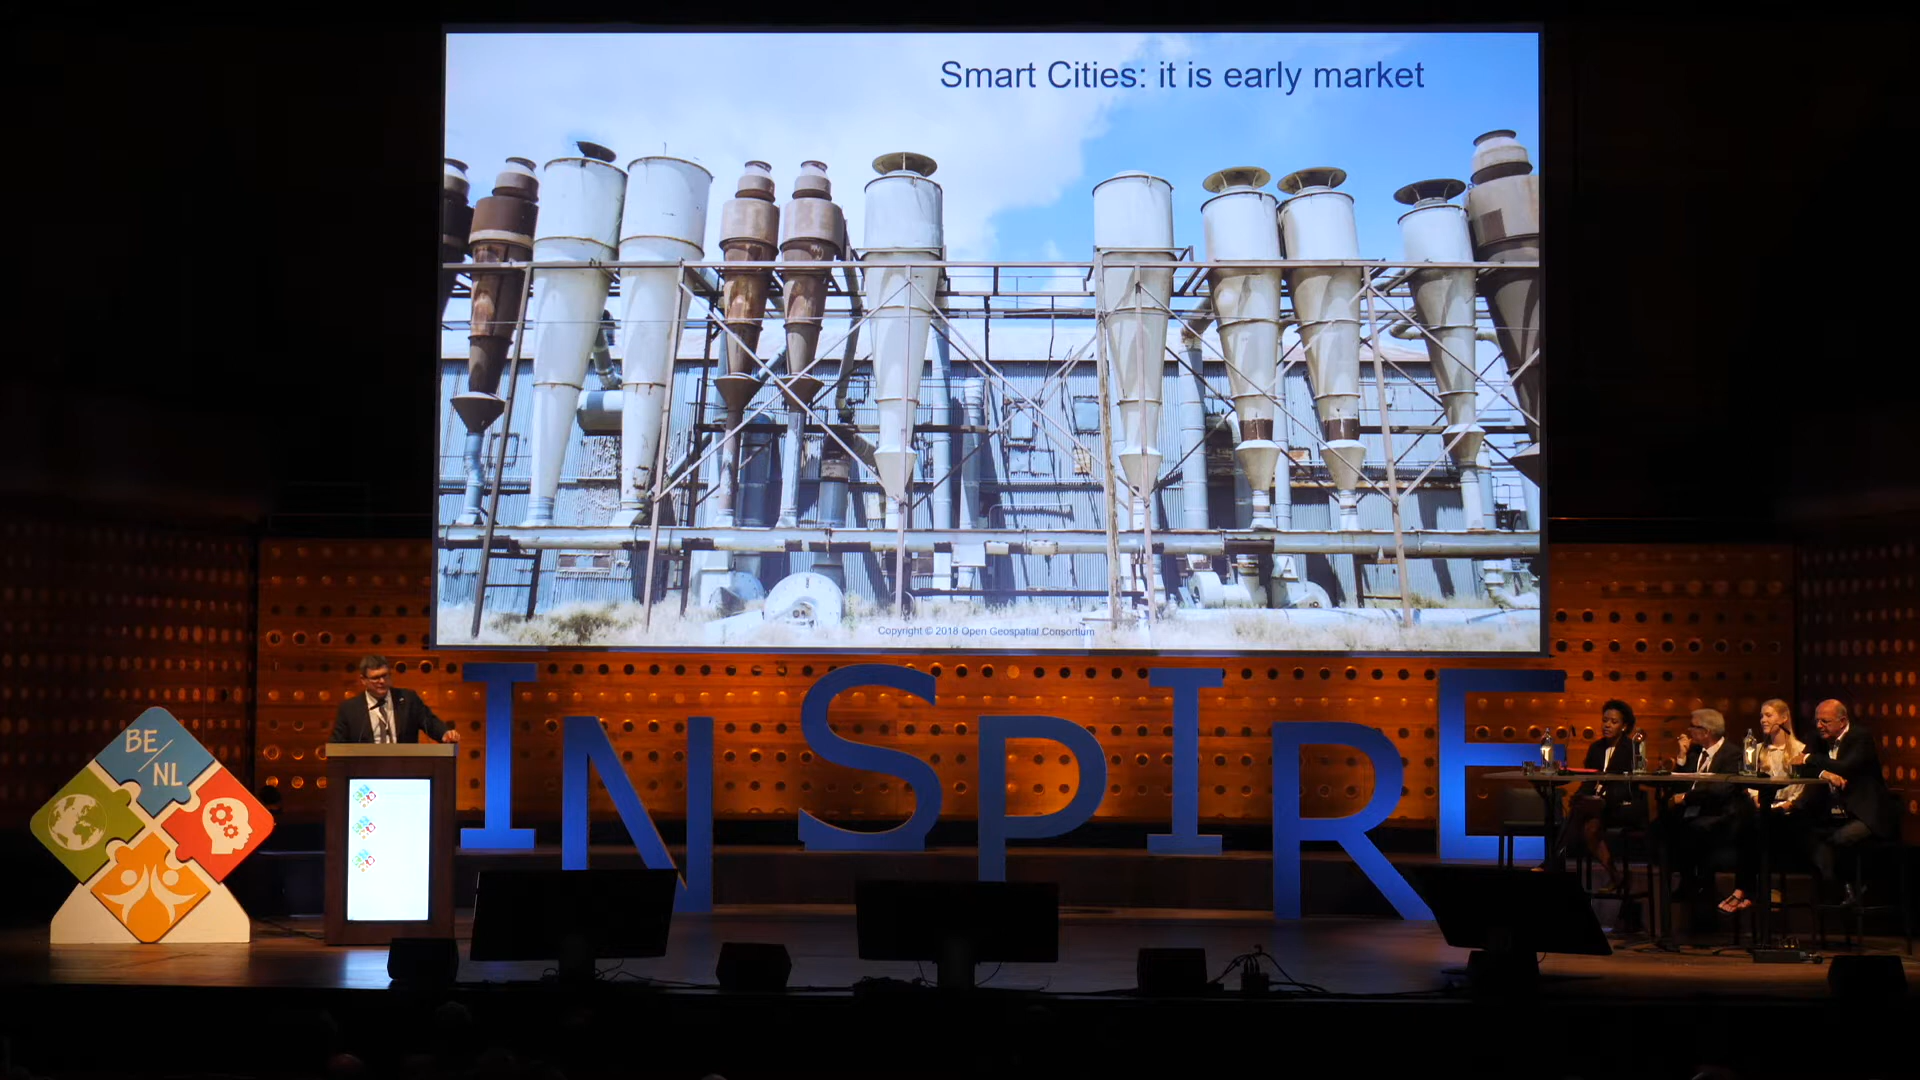 Smart Cities: it is early market
Copyright © 2018 Open Geospatial Consortium
INSPIRE
BE/
NL